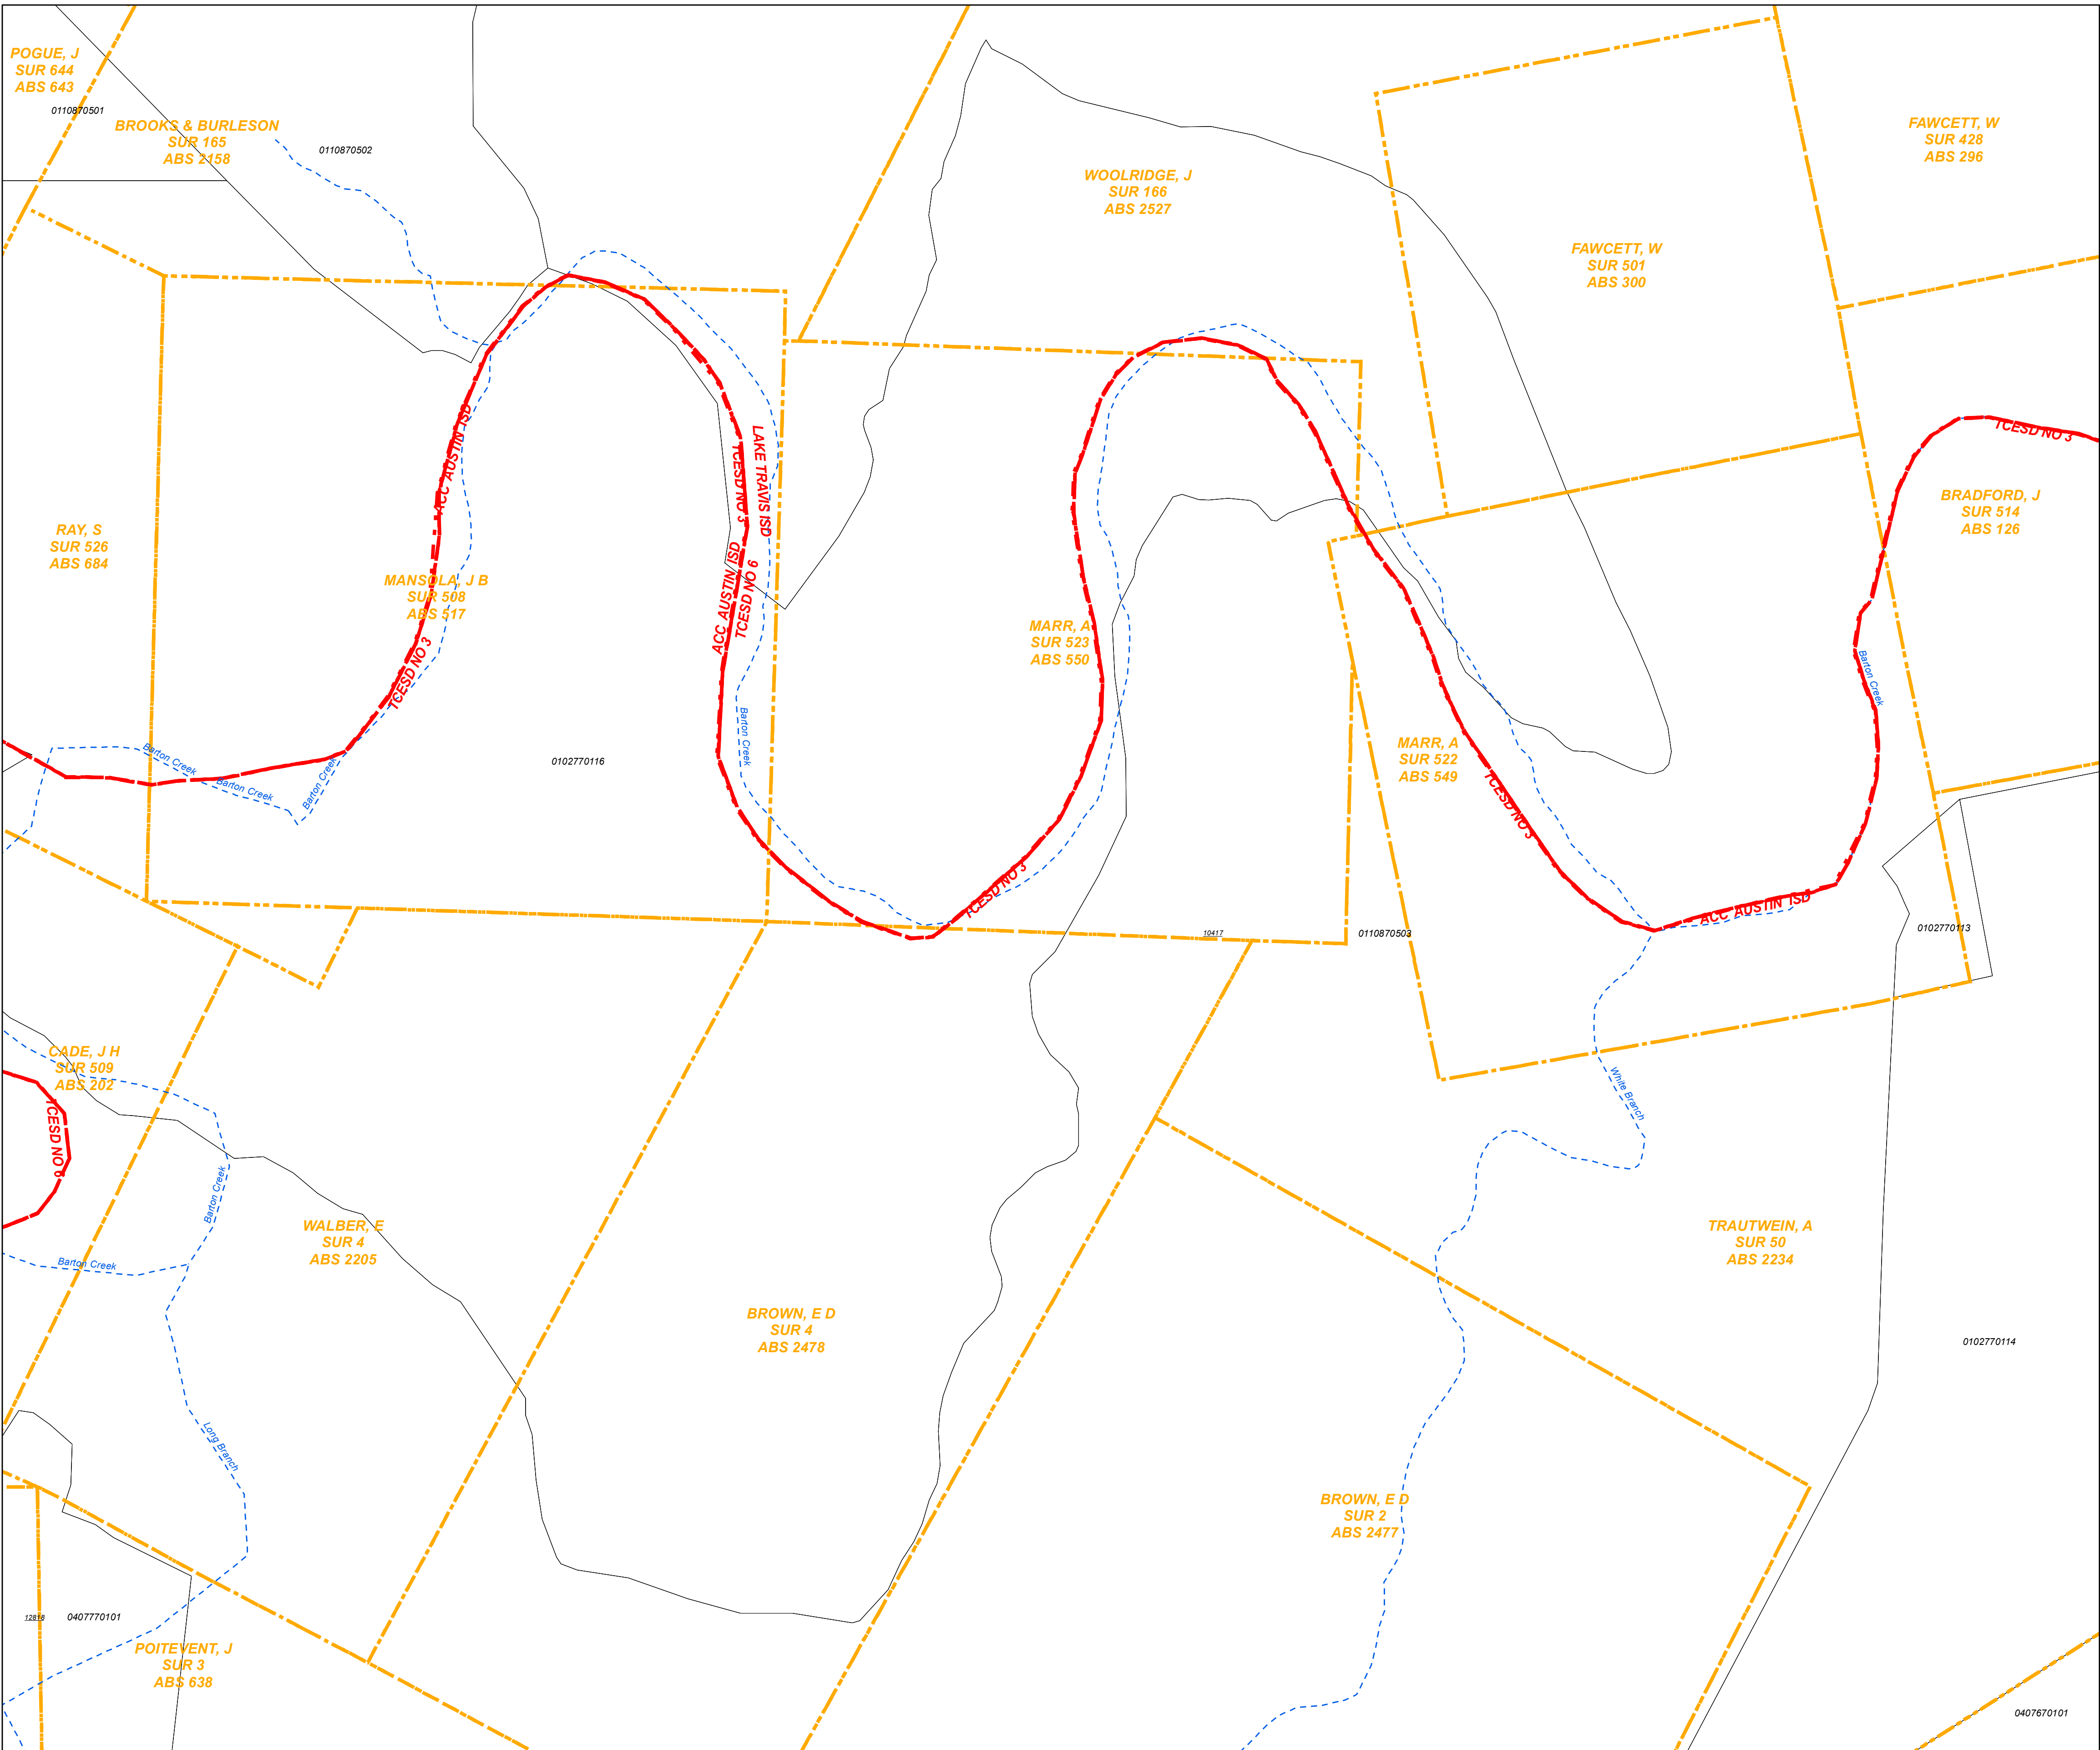 POGUE, J
SUR 644
ABS 643
0110870501
BROOKS & BURLESON
SUR 165
ABS 2158
0110870502
WOOLRIDGE, J
SUR 166
ABS 2527
FAWCETT, W
SUR 428
ABS 296
FAWCETT, W
SUR 501
ABS 300
TCESD NO 3
BRADFORD, J
SUR 514
ABS 126
RAY, S
SUR 526
ABS 684
ACC AUSTIN ISD
MANSOLA, J B
SUR 508
ABS 517
TCESD NO 3
LAKE TRAVIS ISD
TCESD NO 3
ACC AUSTIN ISD
TCESD NO 6
MARR, A
SUR 523
ABS 550
Barton Creek
Barton Creek
Barton Creek
Barton Creek
Barton Creek
0102770116
MARR, A
SUR 522
ABS 549
TCESD NO 3
TCESD NO 3
ACC AUSTIN ISD
10417
0110870503
0102770113
CADE, J H
SUR 509
ABS 202
TCESD NO 6
White Branch
Barton Creek
Barton Creek
WALBER, E
SUR 4
ABS 2205
TRAUTWEIN, A
SUR 50
ABS 2234
BROWN, E D
SUR 4
ABS 2478
0102770114
Long Branch
BROWN, E D
SUR 2
ABS 2477
12818
0407770101
POITEVENT, J
SUR 3
ABS 638
0407670101